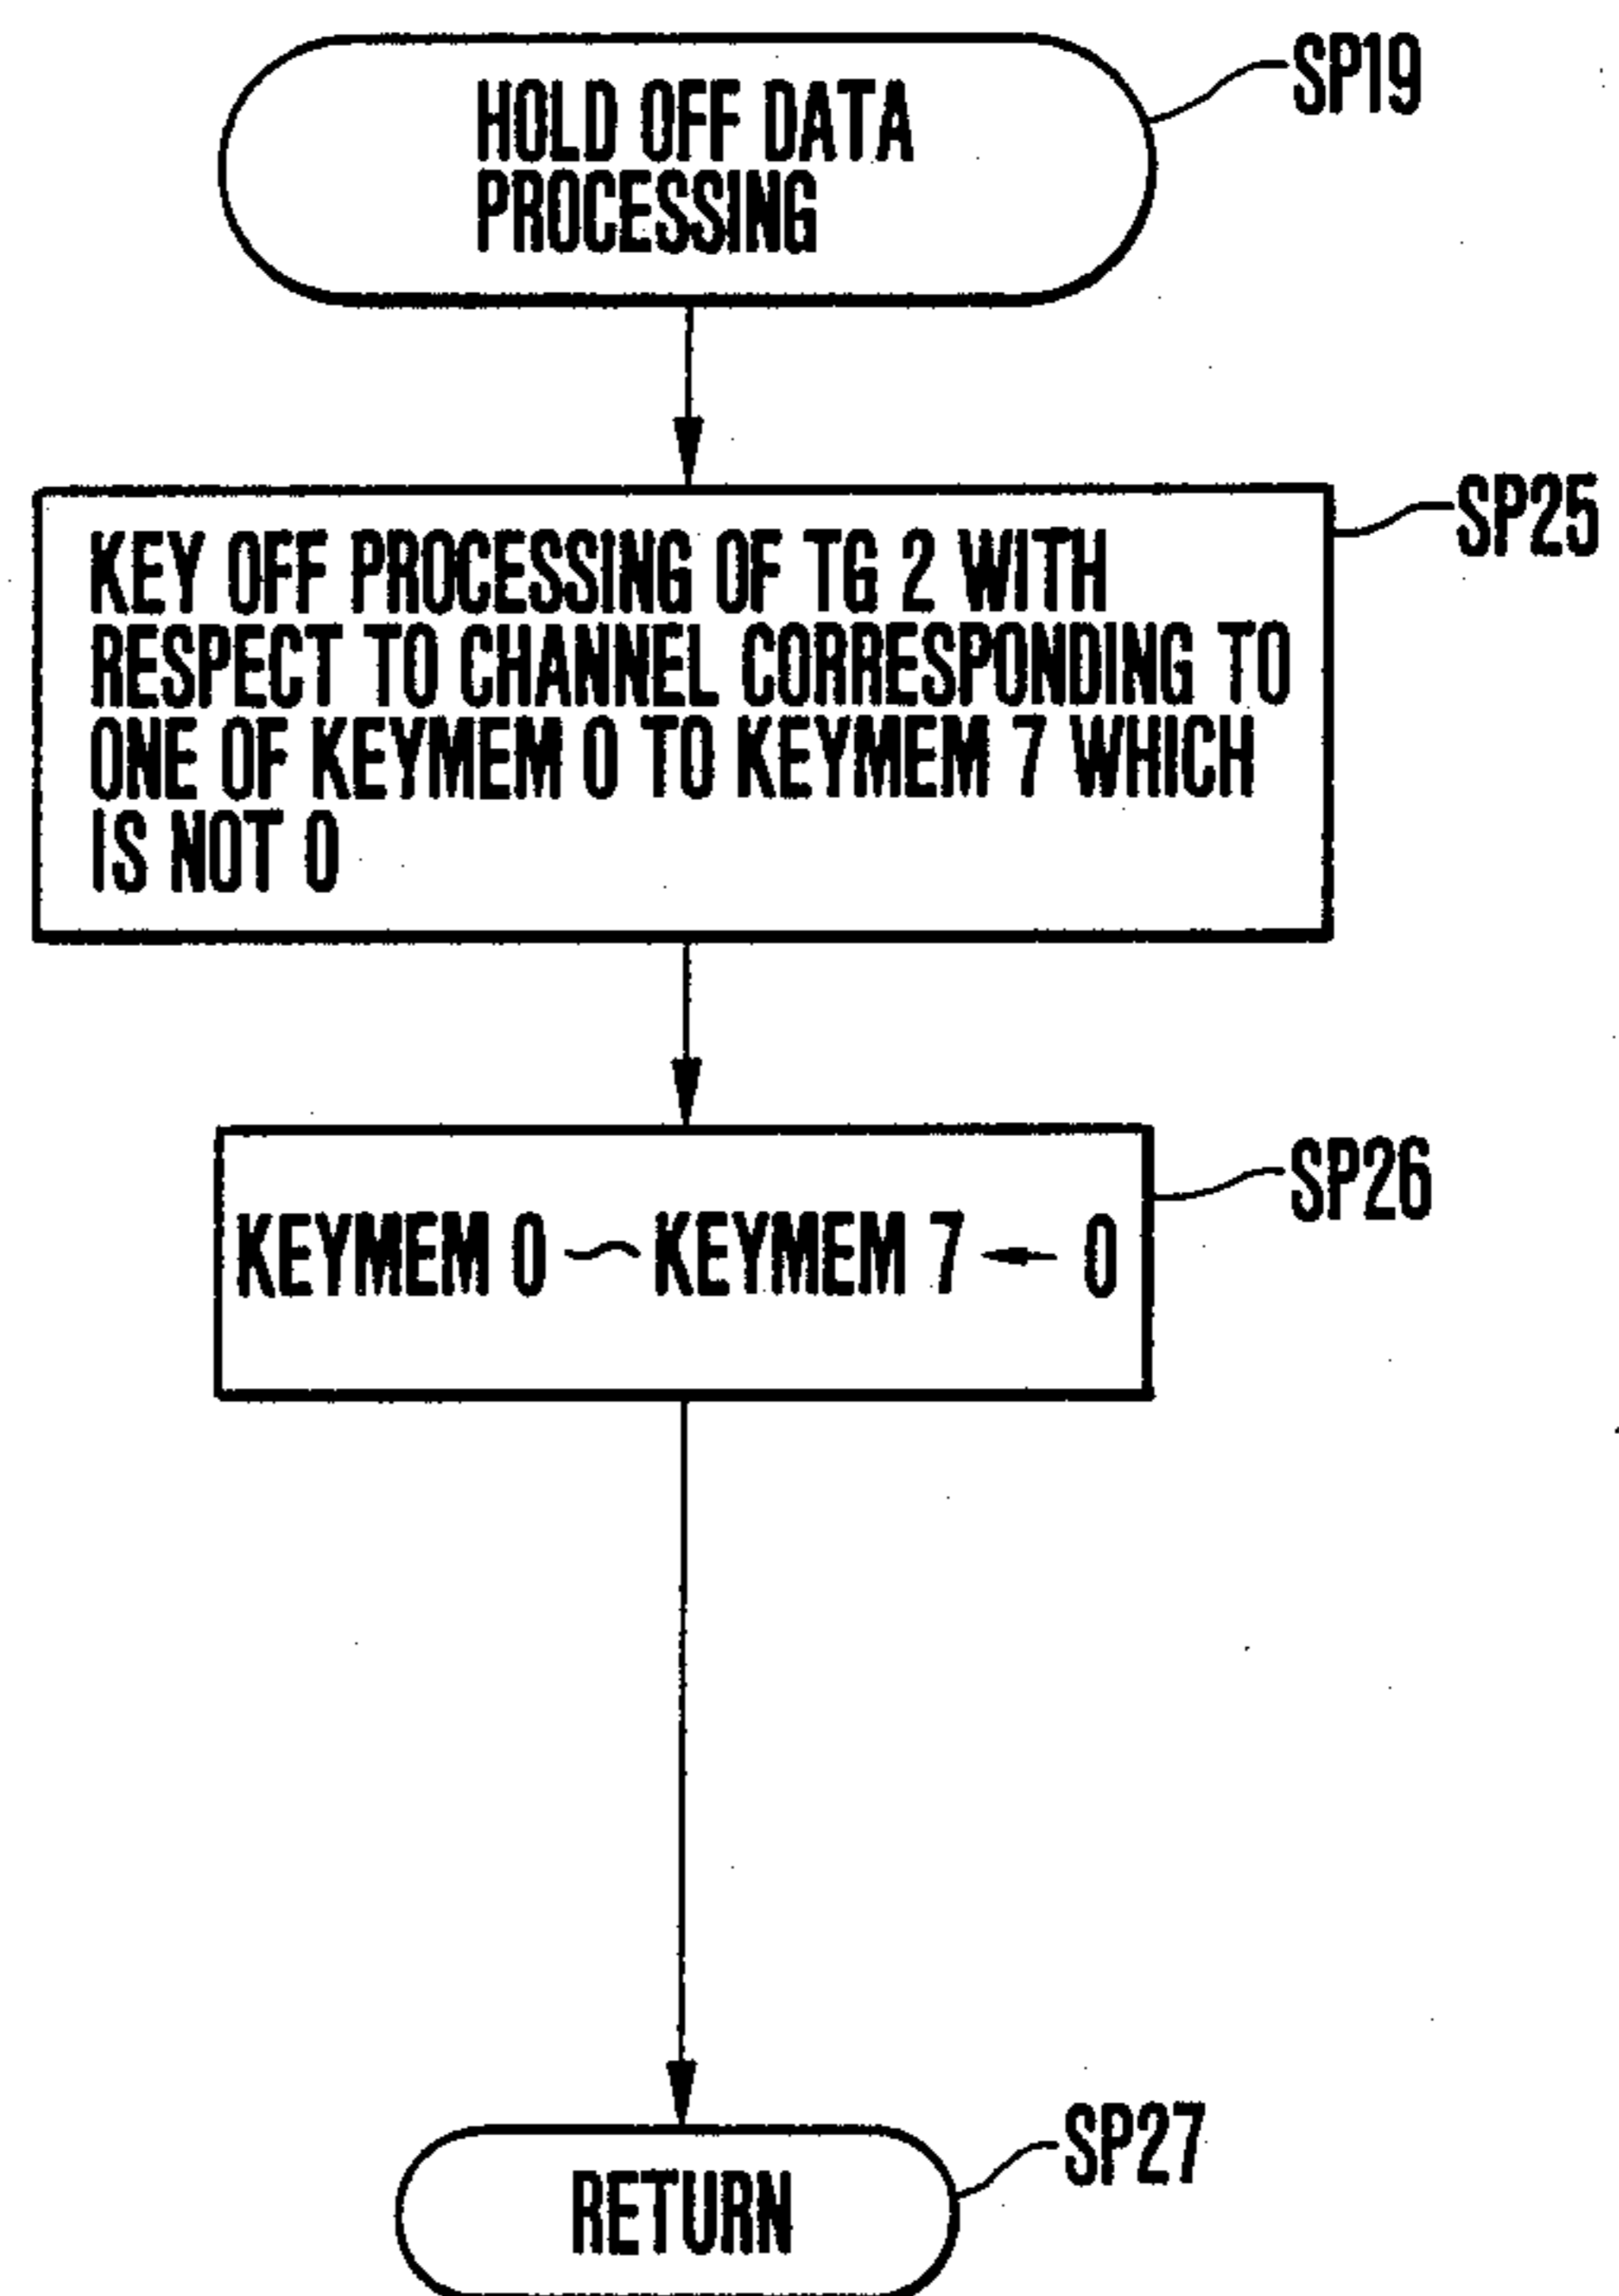 HOLD OFF DATA
PROCESSING
SP19
KEY OFF PROCESSING OF TG 2 WITH
RESPECT TO CHANNEL CORRESPONDING TO
ONE OF KEYMEM 0 TO KEYMEM 7 WHICH
IS NOT 0
SP25
KEYMEM 0 ~ KEYMEM 7 ← 0
SP26
RETURN
SP27